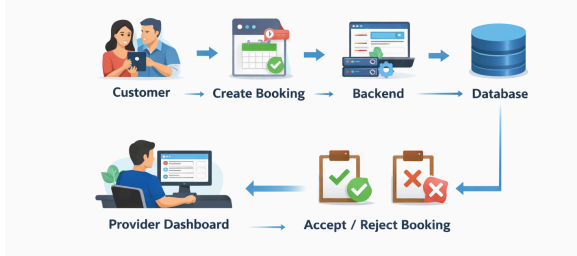 Customer
Create Booking
Backend
Database
Provider Dashboard
Accept / Reject Booking